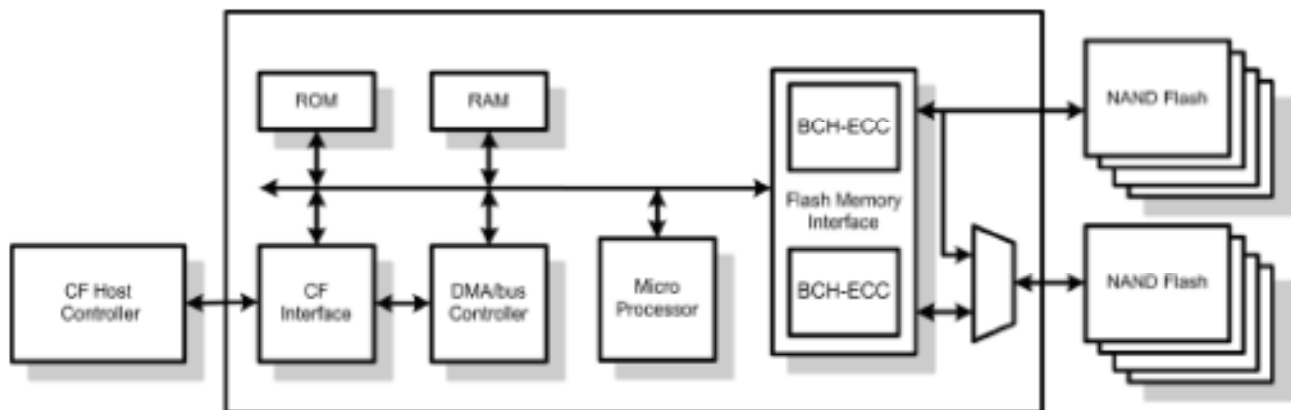 ROM
RAM
BCH-ECC
NAND Flash
Flash Memory
Interface
CF Host
Controller
CF
Interface
DMA/bus
Controller
Micro
Processor
BCH-ECC
NAND Flash